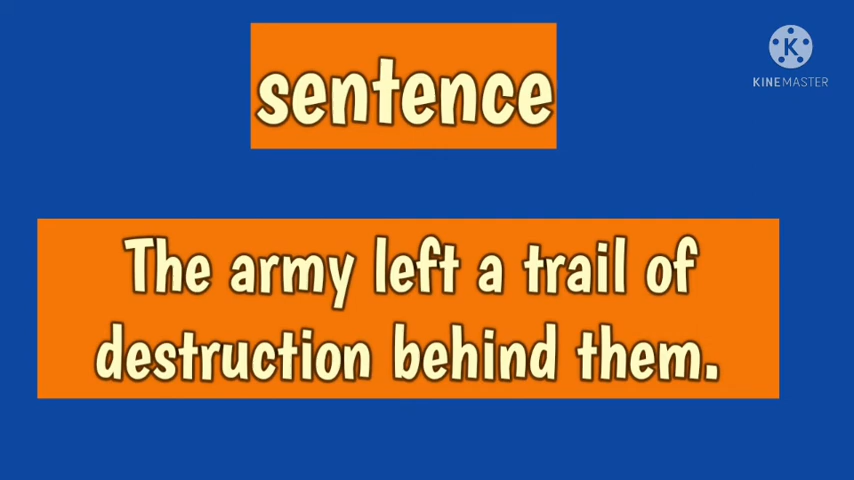 sentence
K
KINEMASTER
The army left a trail of
destruction behind them.